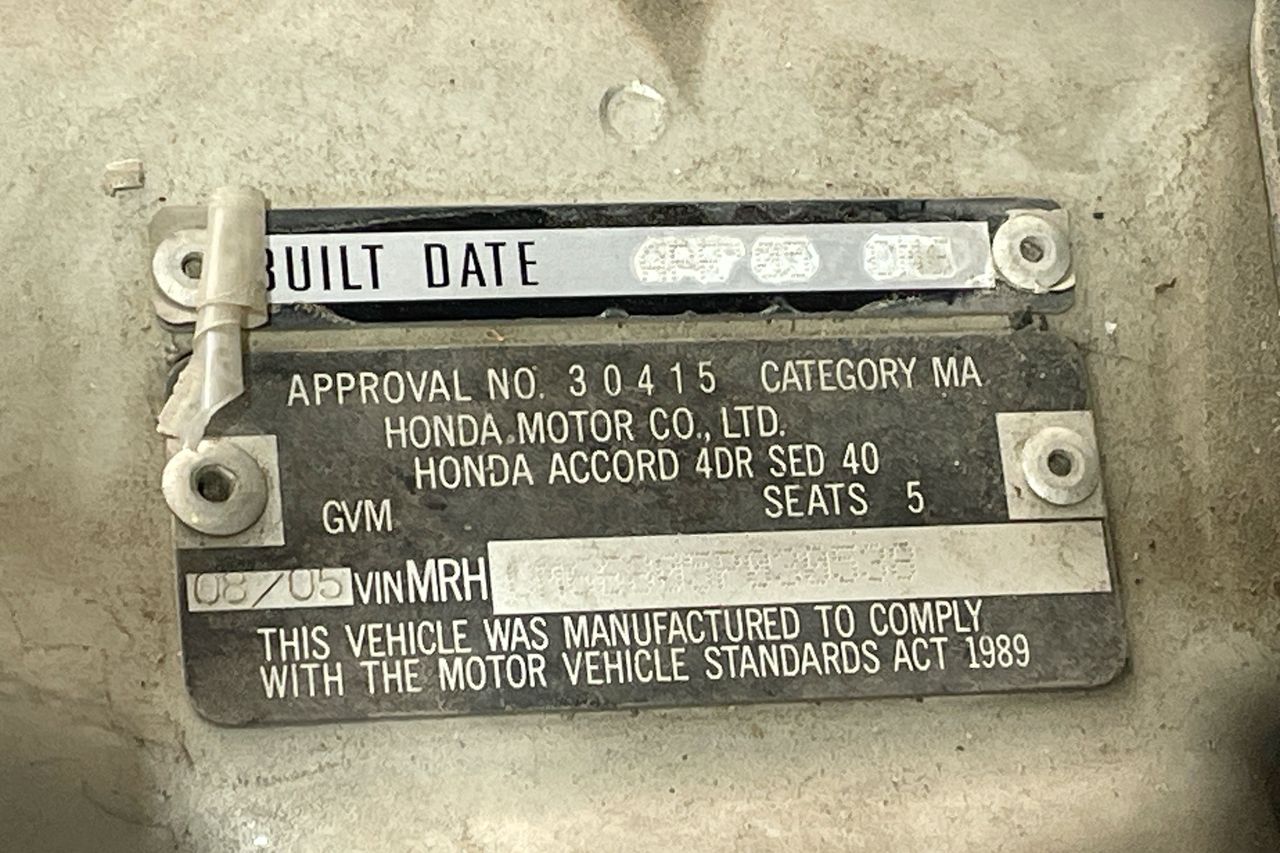 BUILT DATE
APPROVAL NO. 30415 CATEGORY MA
HONDA MOTOR CO., LTD.
HONDA ACCORD 4DR SED 40
GVM SEATS 5
08/05 VIN MRH
THIS VEHICLE WAS MANUFACTURED TO COMPLY
WITH THE MOTOR VEHICLE STANDARDS ACT 1989